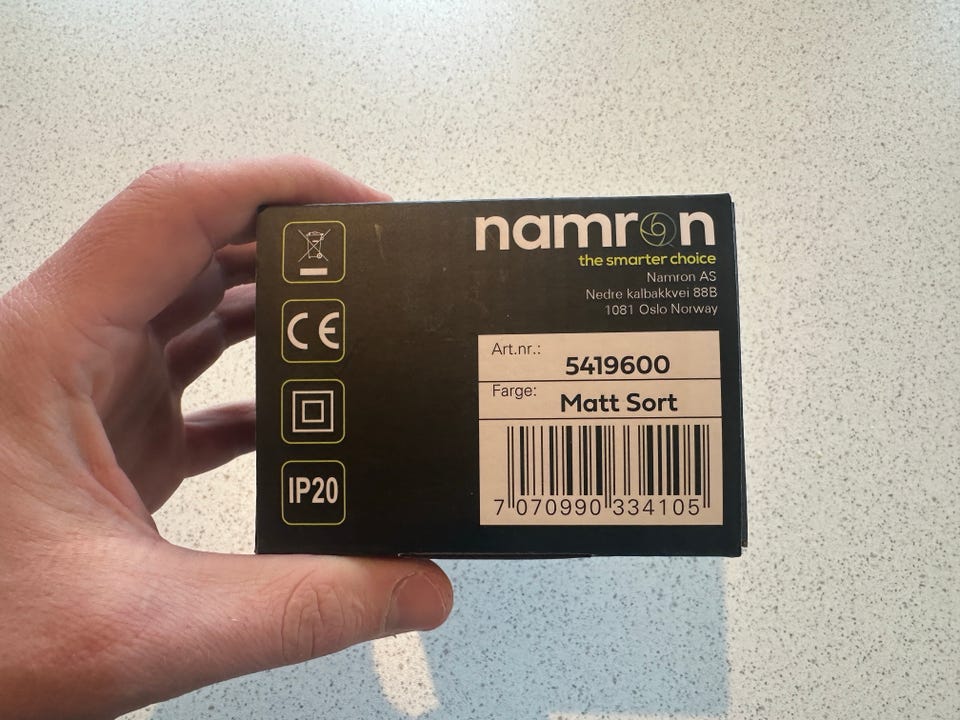 namron
the smarter choice
Namron AS
Nedre kalbakkvei 88B
1081 Oslo Norway
Art.nr.:
5419600
Farge:
Matt Sort
7 070990 334105
CE
IP20